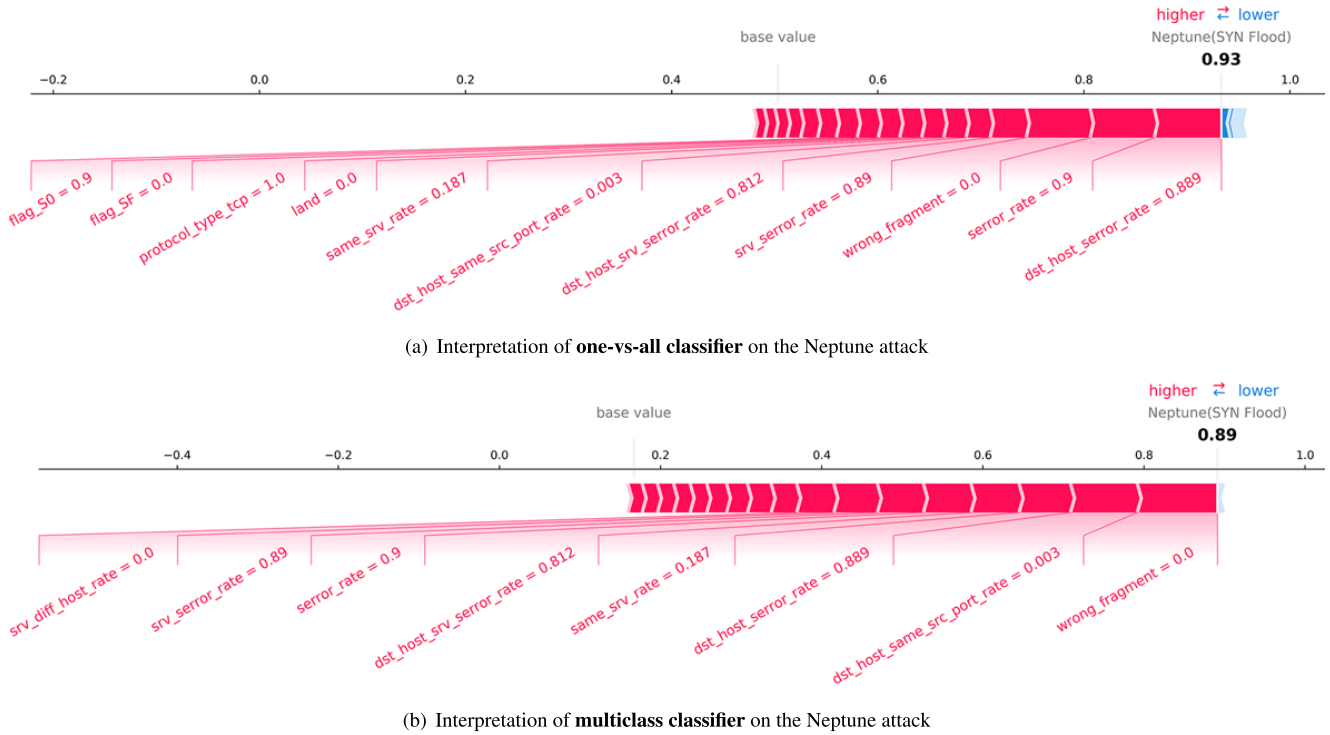 higher ⇄ lower
base value
Neptune(SYN Flood)
0.93
−0.2 0.0 0.2 0.4 0.6 0.8 1.0
flag_S0 = 0.9
flag_SF = 0.0
protocol_type_tcp = 1.0
land = 0.0
same_srv_rate = 0.187
dst_host_same_src_port_rate = 0.003
dst_host_srv_serror_rate = 0.812
srv_serror_rate = 0.89
wrong_fragment = 0.0
serror_rate = 0.9
dst_host_serror_rate = 0.889
(a) Interpretation of one-vs-all classifier on the Neptune attack
higher ⇄ lower
base value
Neptune(SYN Flood)
0.89
−0.4 −0.2 0.0 0.2 0.4 0.6 0.8 1.0
srv_diff_host_rate = 0.0
srv_serror_rate = 0.89
serror_rate = 0.9
dst_host_srv_serror_rate = 0.812
same_srv_rate = 0.187
dst_host_serror_rate = 0.889
dst_host_same_src_port_rate = 0.003
wrong_fragment = 0.0
(b) Interpretation of multiclass classifier on the Neptune attack